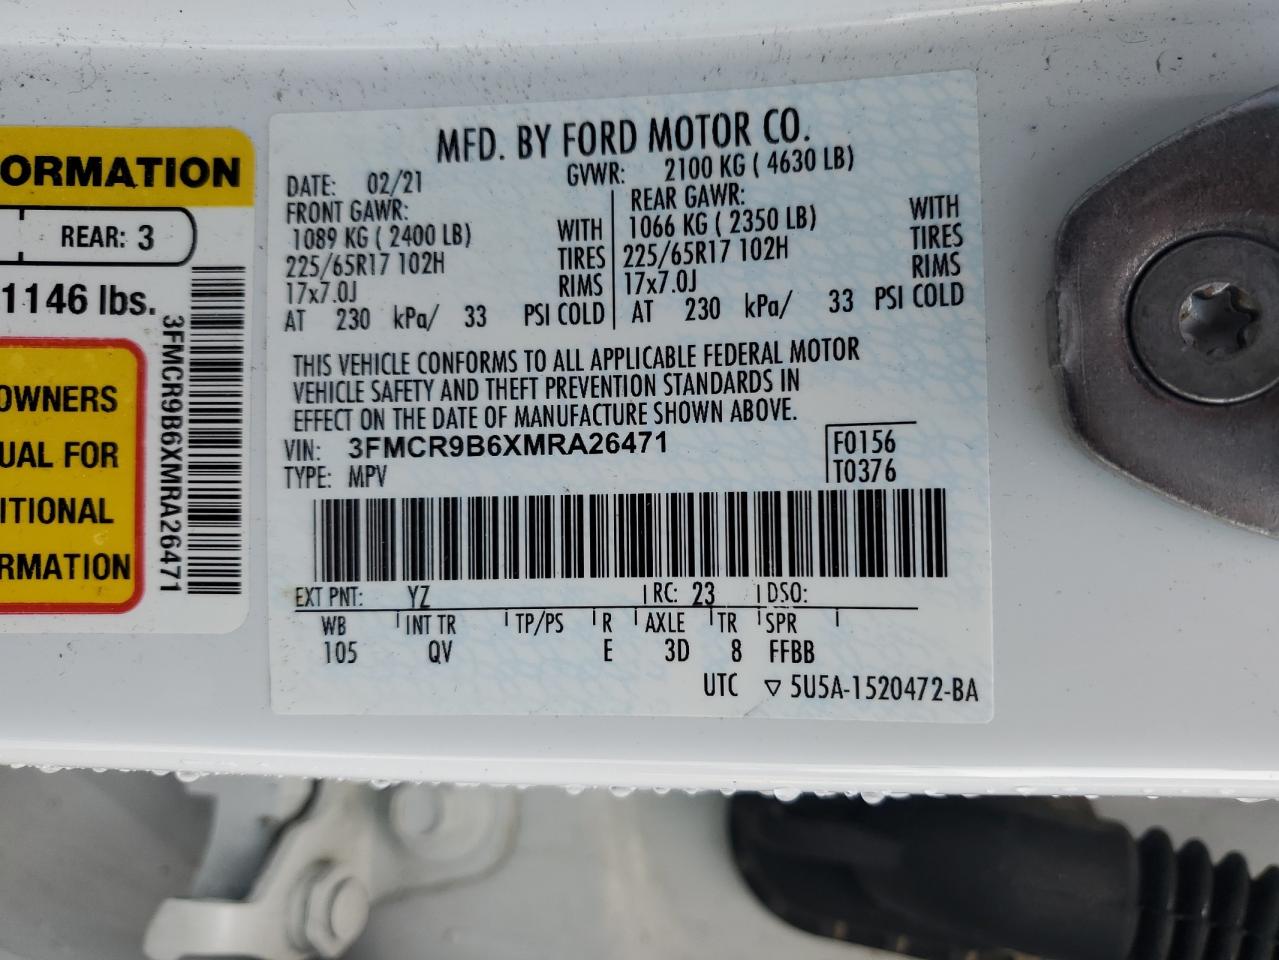 ORMATION
REAR: 3
1146 lbs.
OWNERS
UAL FOR
ITIONAL
RMATION
3FMCR9B6XMRA26471
MFD. BY FORD MOTOR CO.
DATE: 02/21 GVWR: 2100 KG ( 4630 LB)
FRONT GAWR: REAR GAWR:
1089 KG ( 2400 LB) WITH 1066 KG ( 2350 LB) WITH
225/65R17 102H TIRES 225/65R17 102H TIRES
17x7.0J RIMS 17x7.0J RIMS
AT 230 kPa/ 33 PSI COLD AT 230 kPa/ 33 PSI COLD
THIS VEHICLE CONFORMS TO ALL APPLICABLE FEDERAL MOTOR
VEHICLE SAFETY AND THEFT PREVENTION STANDARDS IN
EFFECT ON THE DATE OF MANUFACTURE SHOWN ABOVE.
VIN: 3FMCR9B6XMRA26471 F0156
TYPE: MPV T0376
EXT PNT: YZ RC: 23 DSO:
WB INT TR TP/PS R AXLE TR SPR
105 QV E 3D 8 FFBB
UTC ▽ 5U5A-1520472-BA